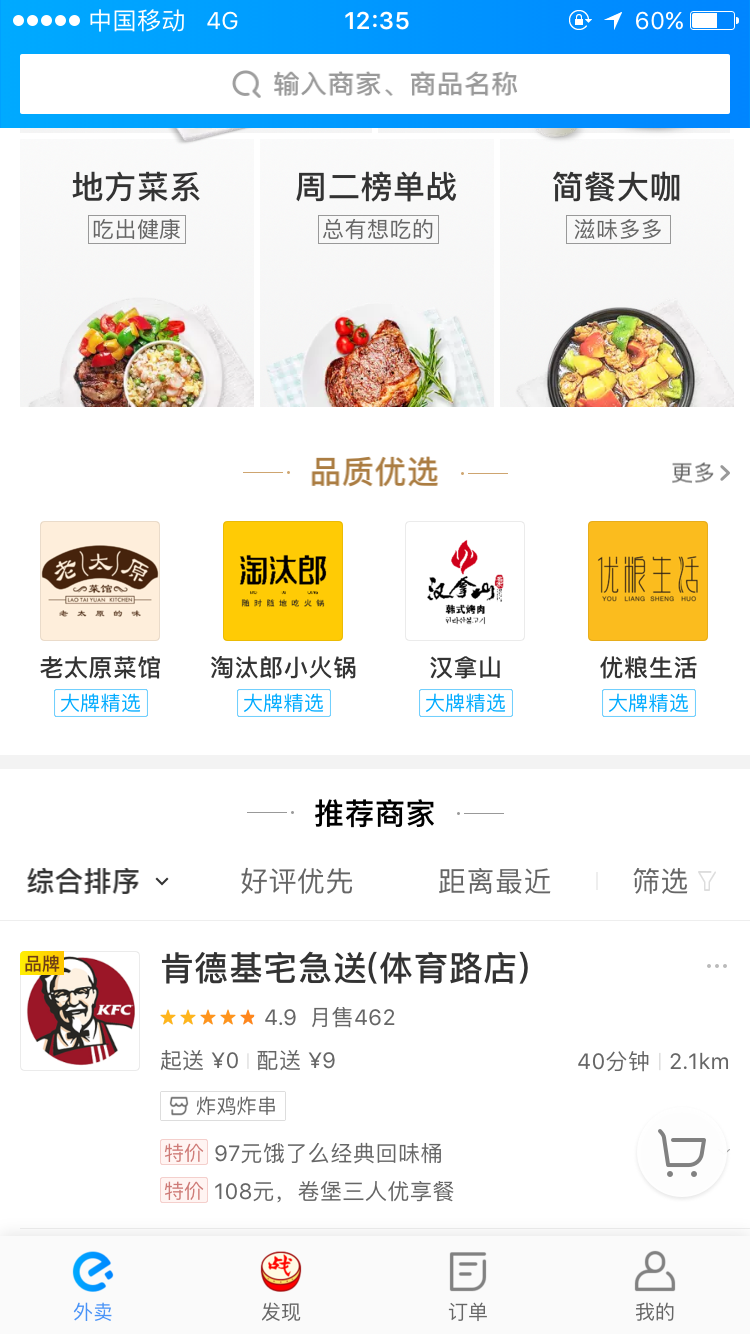 中国移动 4G 12:35 60%
输入商家、商品名称
地方菜系 周二榜单战 简餐大咖
吃出健康 总有想吃的 滋味多多
品质优选 更多
老太原 淘汰郎 汉拿山 优粮生活
菜馆 韩式烤肉 YOU LIANG SHENG HUO
LAO TAI YUAN KITCHEN 随时随地吃火锅
老太原的味
老太原菜馆 淘汰郎小火锅 汉拿山 优粮生活
大牌精选 大牌精选 大牌精选 大牌精选
推荐商家
综合排序 好评优先 距离最近 筛选
品牌 肯德基宅急送(体育路店)
KFC
4.9 月售462
起送 ¥0 配送 ¥9 40分钟 2.1km
炸鸡炸串
特价 97元饿了么经典回味桶
特价 108元，卷堡三人优享餐
战
外卖 发现 订单 我的